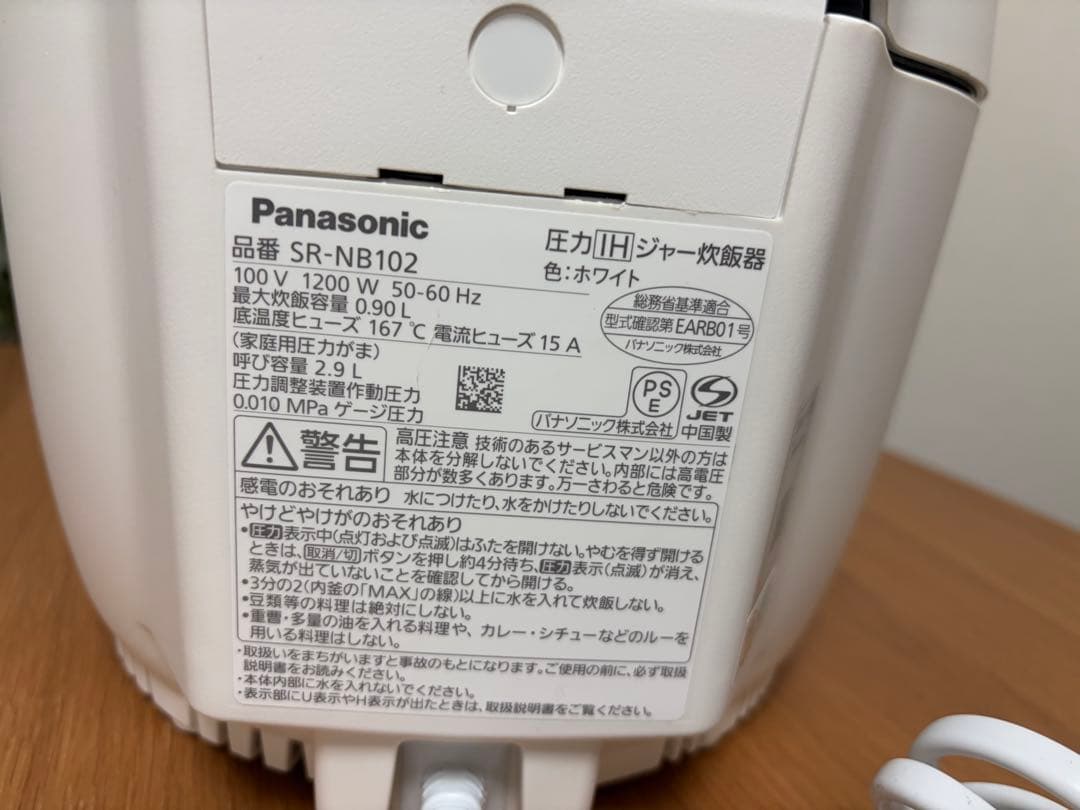 Panasonic
品番 SR-NB102
圧力IHジャー炊飯器
色:ホワイト
100 V 1200 W 50-60 Hz
最大炊飯容量 0.90 L
底温度ヒューズ 167 ℃ 電流ヒューズ 15 A
(家庭用圧力がま)
呼び容量 2.9 L
圧力調整装置作動圧力
0.010 MPa ゲージ圧力
総務省基準適合
型式確認第EARB01号
パナソニック株式会社
PS
E
パナソニック株式会社
JET
中国製
警告
高圧注意 技術のあるサービスマン以外の方は
本体を分解しないでください。内部には高電圧
部分が数多くあります。万一さわると危険です。
感電のおそれあり 水につけたり、水をかけたりしないでください。
やけどやけがのおそれあり
•圧力表示中(点灯および点滅)はふたを開けない。やむを得ず開ける
ときは、取消/切ボタンを押し約4分待ち、圧力表示(点滅)が消え、
蒸気が出ていないことを確認してから開ける。
•3分の2(内釜の「MAX」の線)以上に水を入れて炊飯しない。
•豆類等の料理は絶対にしない。
•重曹・多量の油を入れる料理や、カレー・シチューなどのルーを
用いる料理はしない。
・取扱いをまちがいますと事故のもとになります。ご使用の前に、必ず取扱
説明書をお読みください。
・本体内部に水を入れないでください。
・表示部にU表示やH表示が出たときは、取扱説明書をご覧ください。